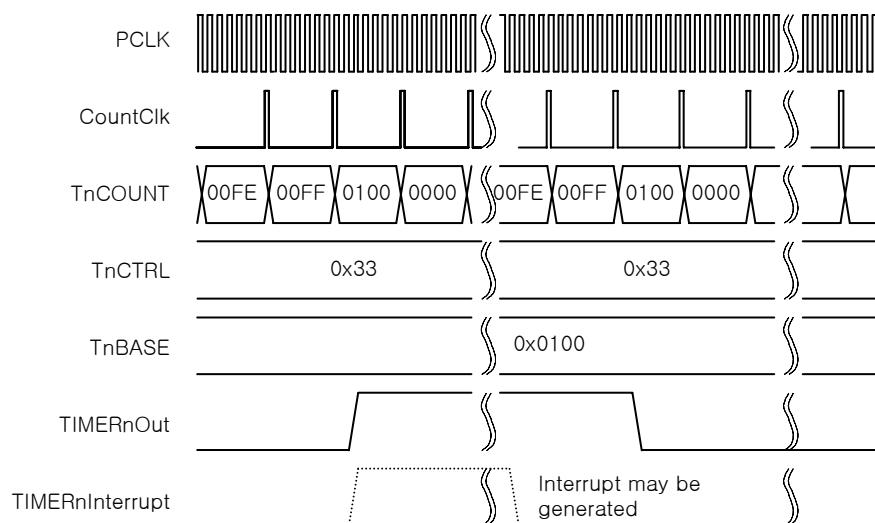 PCLK
CountClk
TnCOUNT 00FE 00FF 0100 0000 00FE 00FF 0100 0000
TnCTRL 0x33 0x33
TnBASE 0x0100
TIMERnOut
TIMERnInterrupt Interrupt may be
generated